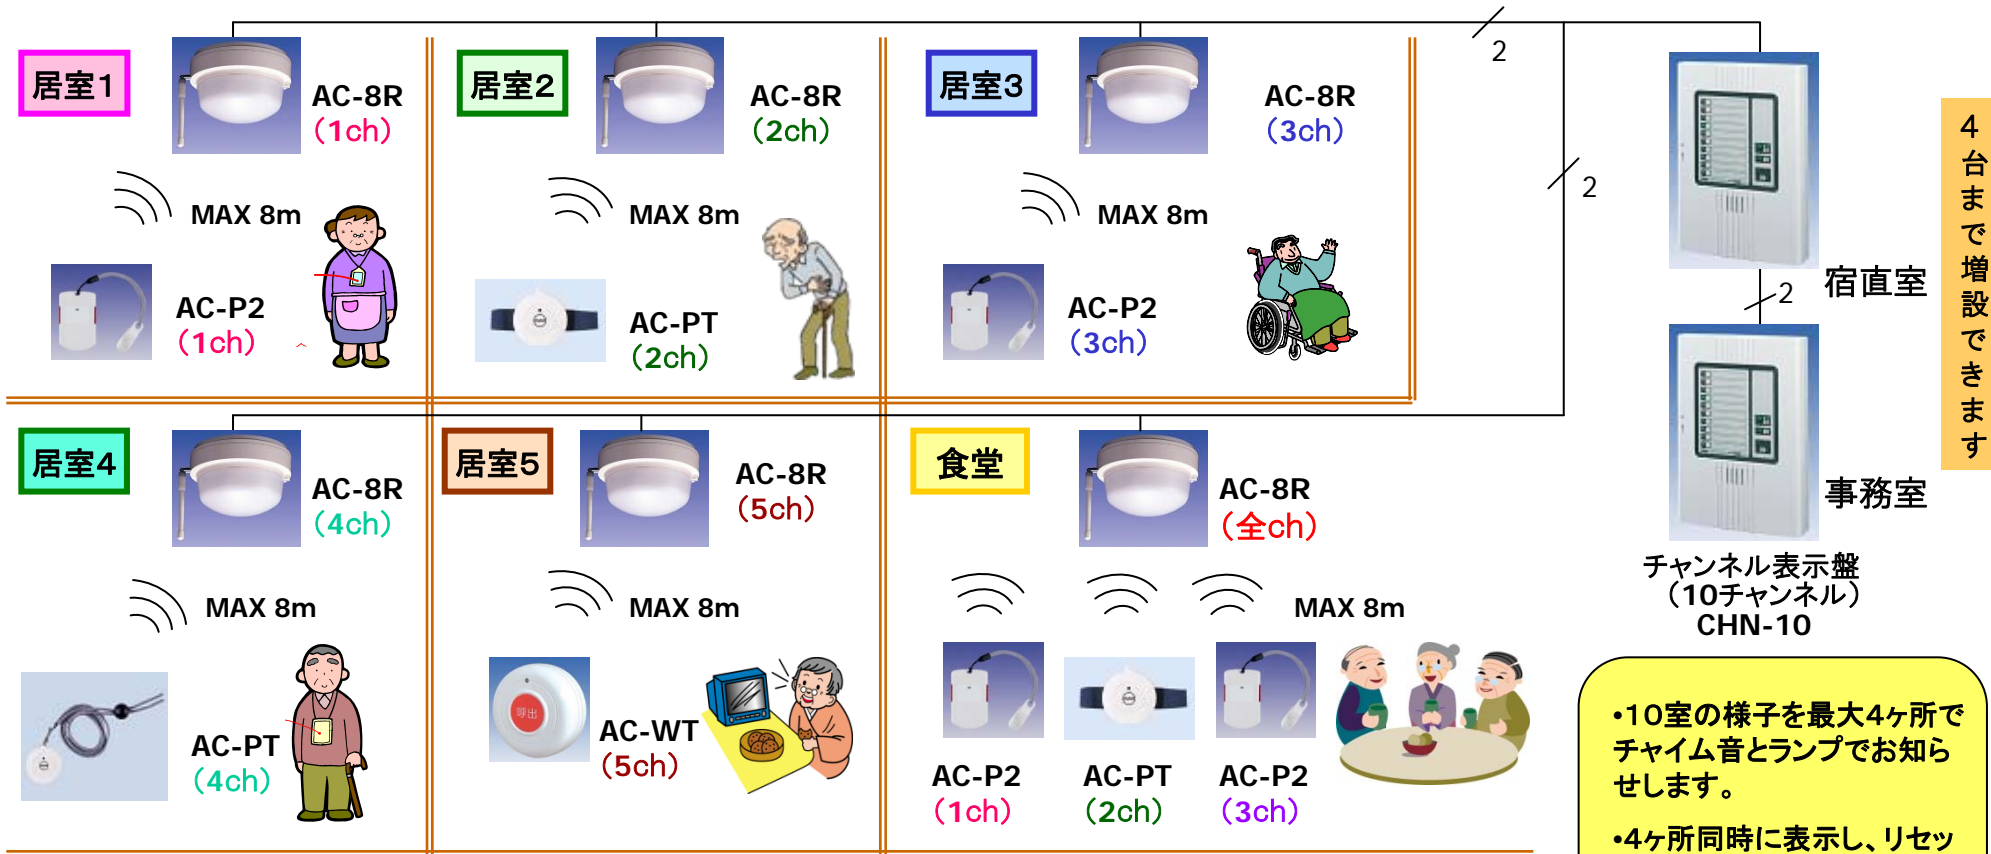 居室1
AC-8R
（1ch）
MAX 8m
AC-P2
（1ch）
居室2
AC-8R
（2ch）
MAX 8m
AC-PT
（2ch）
居室3
AC-8R
（3ch）
MAX 8m
AC-P2
（3ch）
2
2
2
宿直室
事務室
4台まで増設できます
チャンネル表示盤
（10チャンネル）
CHN-10
居室4
AC-8R
（4ch）
MAX 8m
AC-PT
（4ch）
居室5
AC-8R
（5ch）
MAX 8m
呼出
AC-WT
（5ch）
食堂
AC-8R
（全ch）
MAX 8m
AC-P2
（1ch）
AC-PT
（2ch）
AC-P2
（3ch）
•10室の様子を最大4ヶ所で
チャイム音とランプでお知ら
せします。
•4ヶ所同時に表示し、リセッ